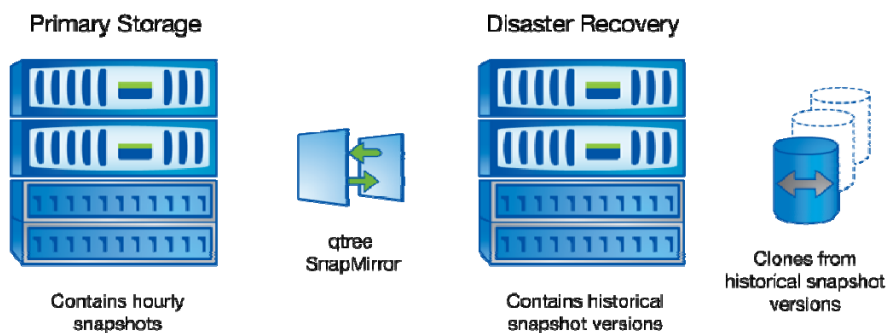 Primary Storage
Disaster Recovery
qtree
SnapMirror
Contains hourly
snapshots
Contains historical
snapshot versions
Clones from
historical snapshot
versions